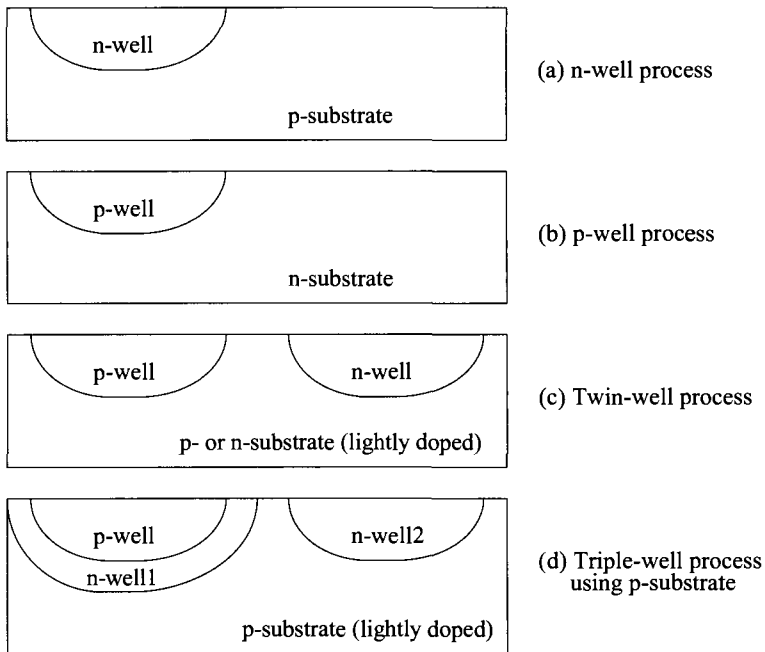 n-well
p-substrate
(a) n-well process
p-well
n-substrate
(b) p-well process
p-well
n-well
p- or n-substrate (lightly doped)
(c) Twin-well process
p-well
n-well1
n-well2
p-substrate (lightly doped)
(d) Triple-well process
using p-substrate